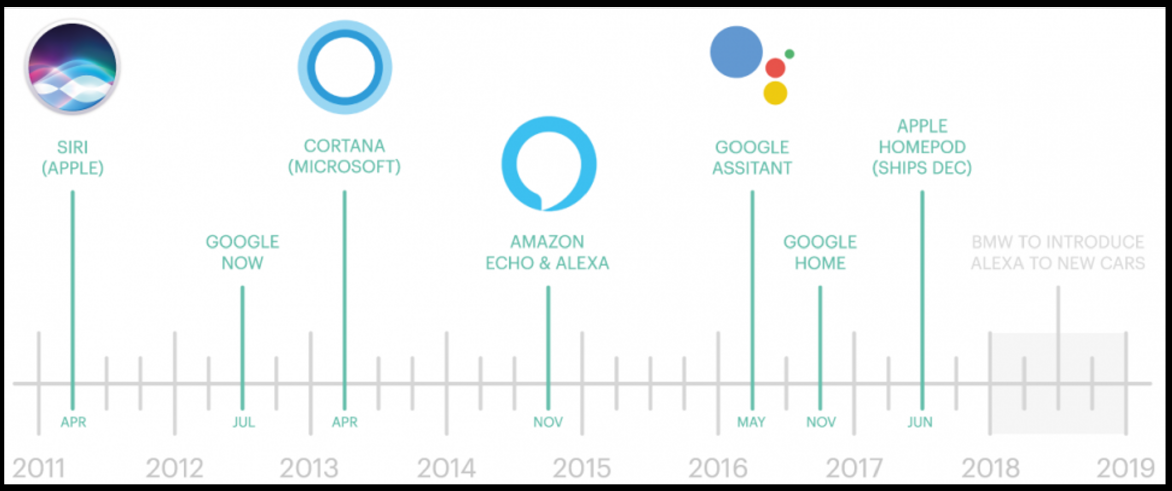 SIRI
(APPLE)
GOOGLE
NOW
CORTANA
(MICROSOFT)
AMAZON
ECHO & ALEXA
GOOGLE
ASSITANT
GOOGLE
HOME
APPLE
HOMEPOD
(SHIPS DEC)
BMW TO INTRODUCE
ALEXA TO NEW CARS
APR
JUL
APR
NOV
MAY
NOV
JUN
2011
2012
2013
2014
2015
2016
2017
2018
2019